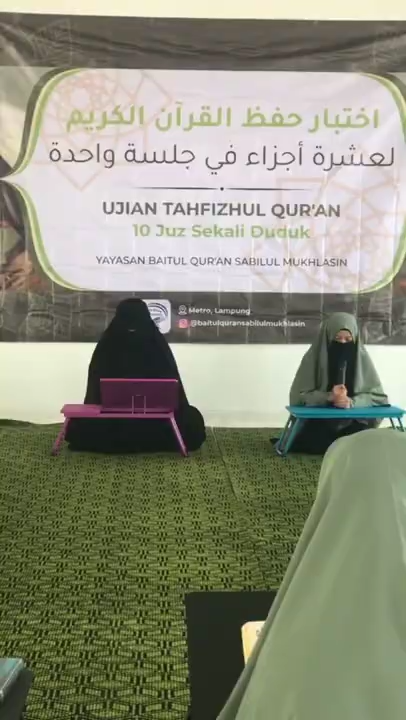 اختبار حفظ القرآن الكريم
لعشرة أجزاء في جلسة واحدة
UJIAN TAHFIZHUL QUR'AN
10 Juz Sekali Duduk
YAYASAN BAITUL QUR'AN SABILUL MUKHLASIN
Metro, Lampung
@baitulquransabilulmukhlasin